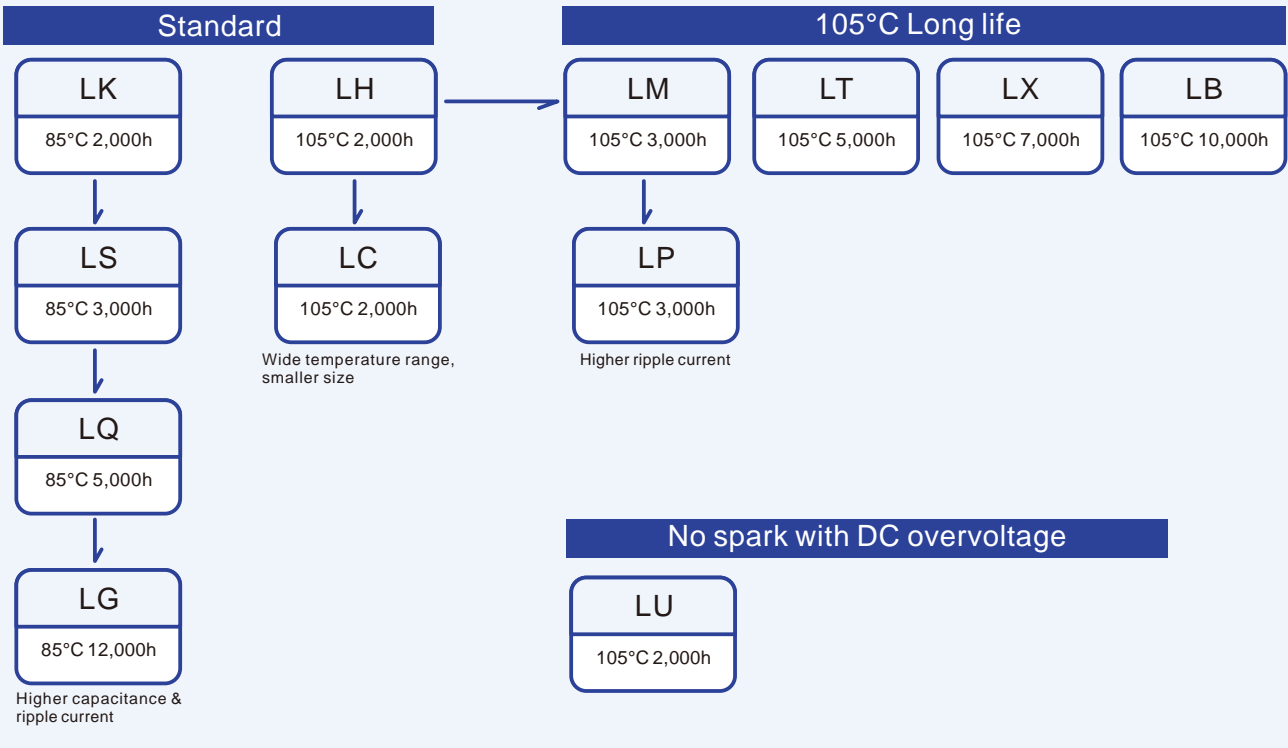 Standard
105°C Long life
LK
85°C 2,000h
LH
105°C 2,000h
LM
105°C 3,000h
LT
105°C 5,000h
LX
105°C 7,000h
LB
105°C 10,000h
LS
85°C 3,000h
LC
105°C 2,000h
Wide temperature range,
smaller size
LP
105°C 3,000h
Higher ripple current
LQ
85°C 5,000h
LG
85°C 12,000h
Higher capacitance &
ripple current
No spark with DC overvoltage
LU
105°C 2,000h